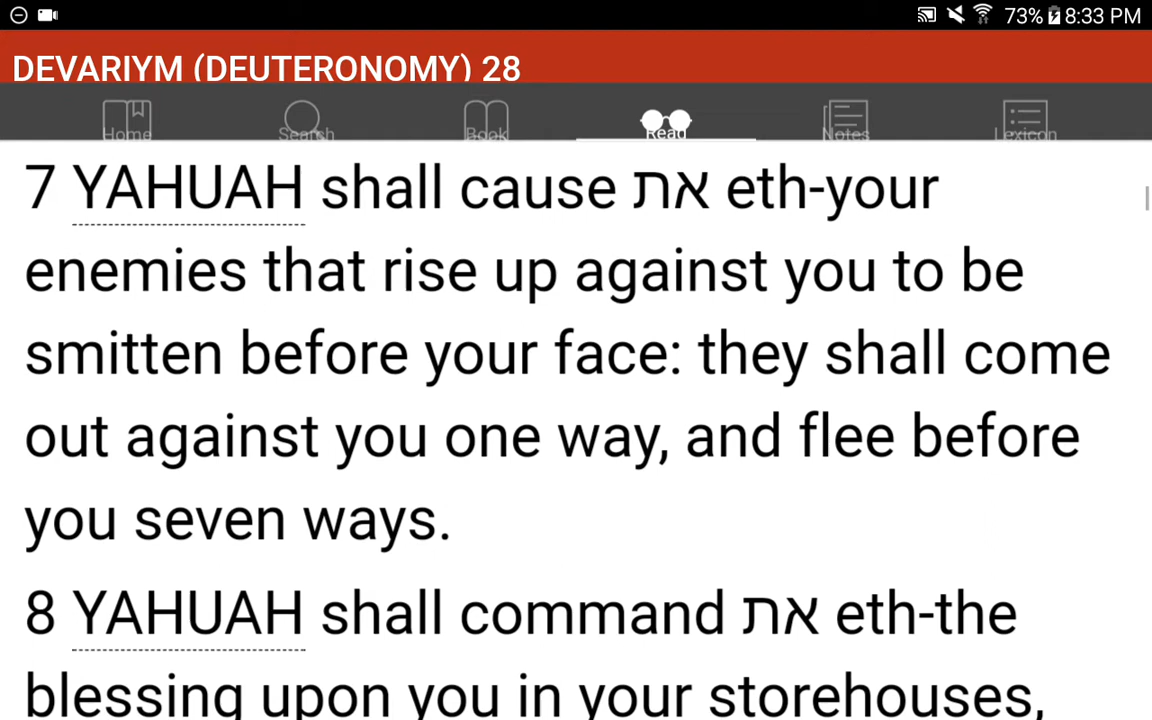 73% 8:33 PM
DEVARIYM (DEUTERONOMY) 28
Home Search Book Read Notes Lexicon
7 YAHUAH shall cause את eth-your
enemies that rise up against you to be
smitten before your face: they shall come
out against you one way, and flee before
you seven ways.
8 YAHUAH shall command את eth-the
blessing upon you in your storehouses,